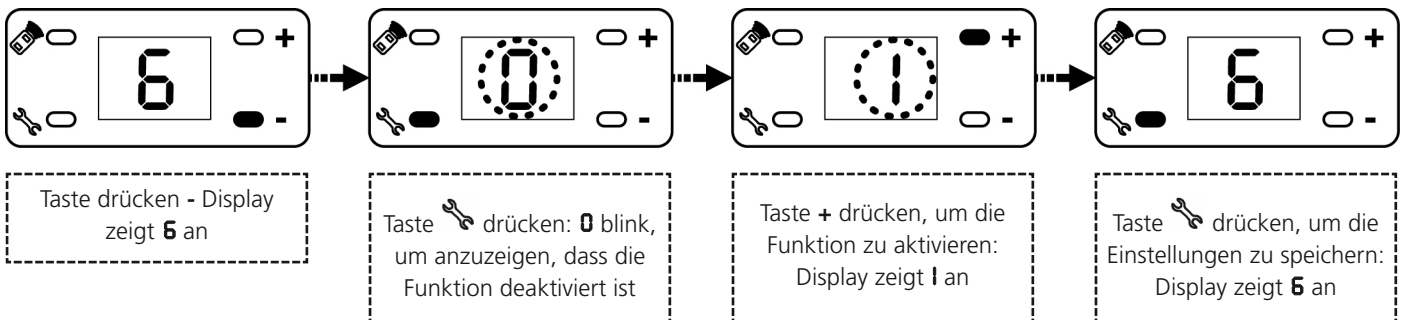 +
6
-
+
0
-
+
1
-
+
6
-
Taste drücken - Display
zeigt 6 an
Taste drücken: 0 blink,
um anzuzeigen, dass die
Funktion deaktiviert ist
Taste + drücken, um die
Funktion zu aktivieren:
Display zeigt 1 an
Taste drücken, um die
Einstellungen zu speichern:
Display zeigt 6 an